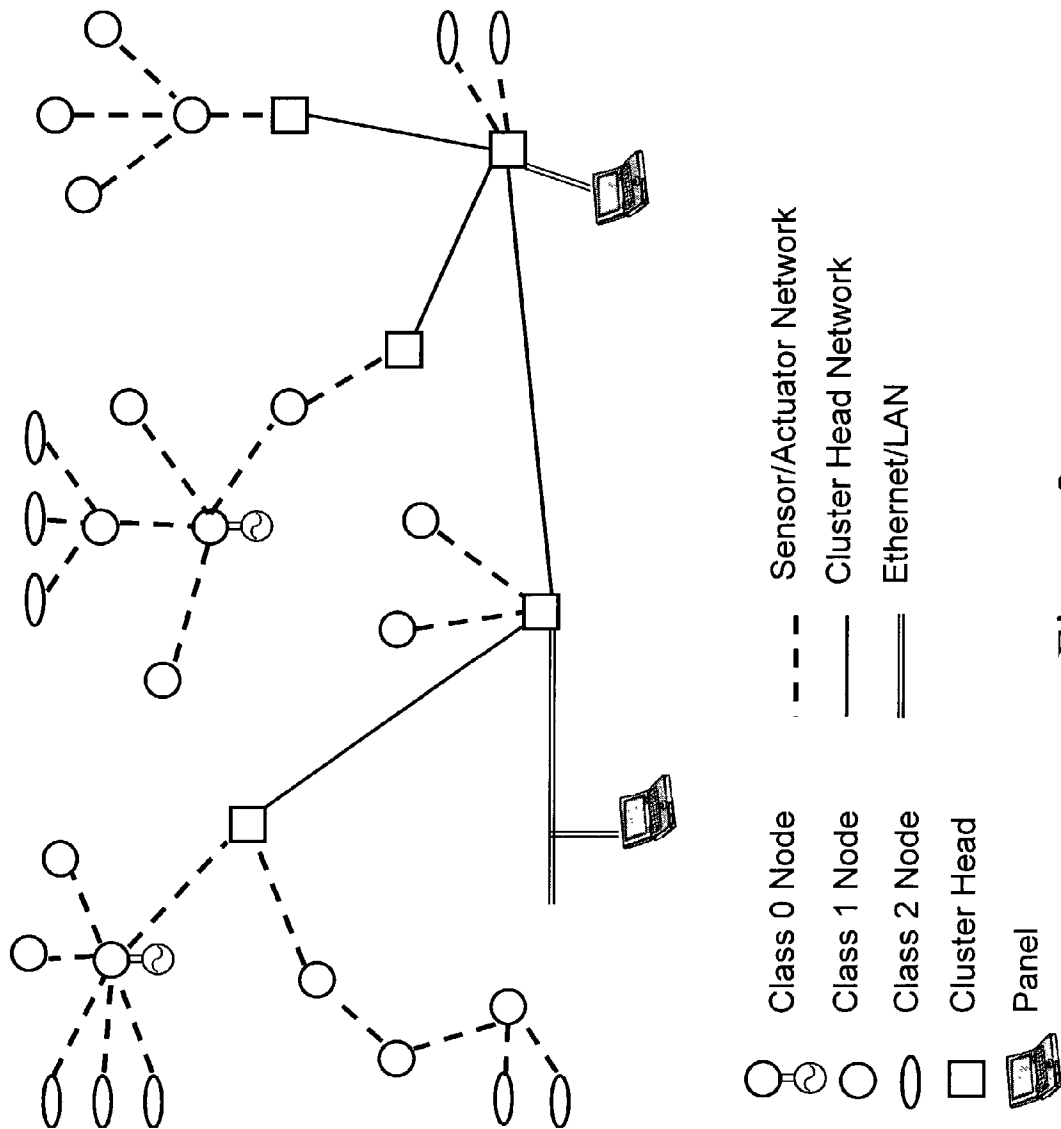 Class 0 Node
Class 1 Node
Class 2 Node
Cluster Head
Panel
Sensor/Actuator Network
Cluster Head Network
Ethernet/LAN